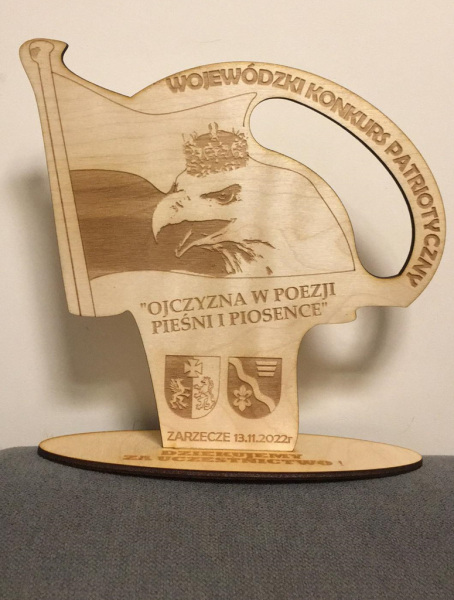 WOJEWÓDZKI KONKURS PATRIOTYCZNY
"OJCZYZNA W POEZJI
PIEŚNI I PIOSENCE"
ZARZECZE 13.11.2022r
DZIĘKUJEMY
ZA UCZESTNICTWO !